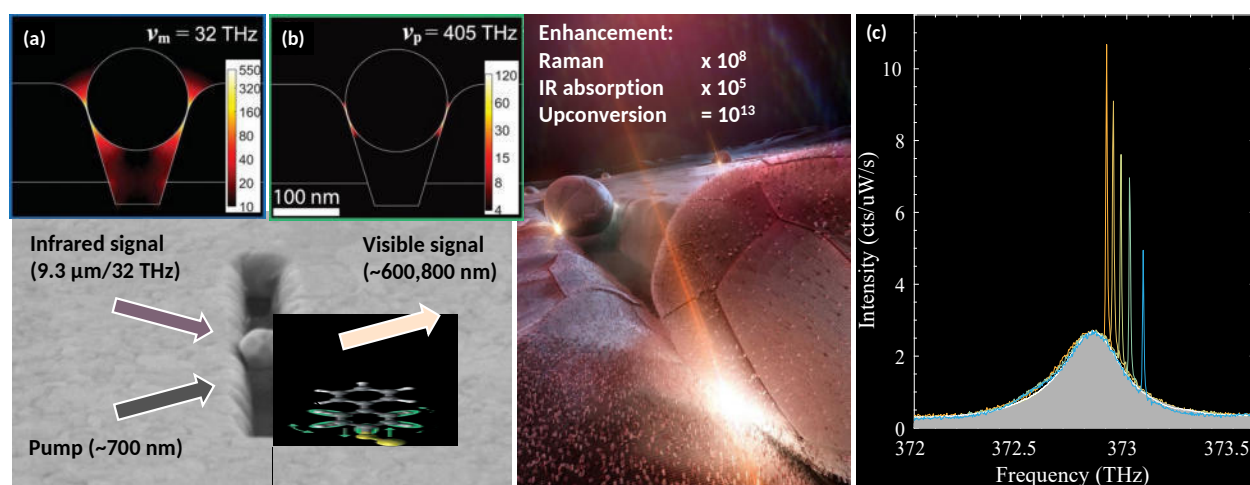 (a)
νm = 32 THz
550
320
160
80
40
20
10
(b)
νp = 405 THz
120
60
30
15
8
4
100 nm
Infrared signal
(9.3 μm/32 THz)
Visible signal
(~600,800 nm)
Pump (~700 nm)
Enhancement:
Raman x 10⁸
IR absorption x 10⁵
Upconversion = 10¹³
(c)
Intensity (cts/uW/s)
10
8
6
4
2
0
372 372.5 373 373.5
Frequency (THz)